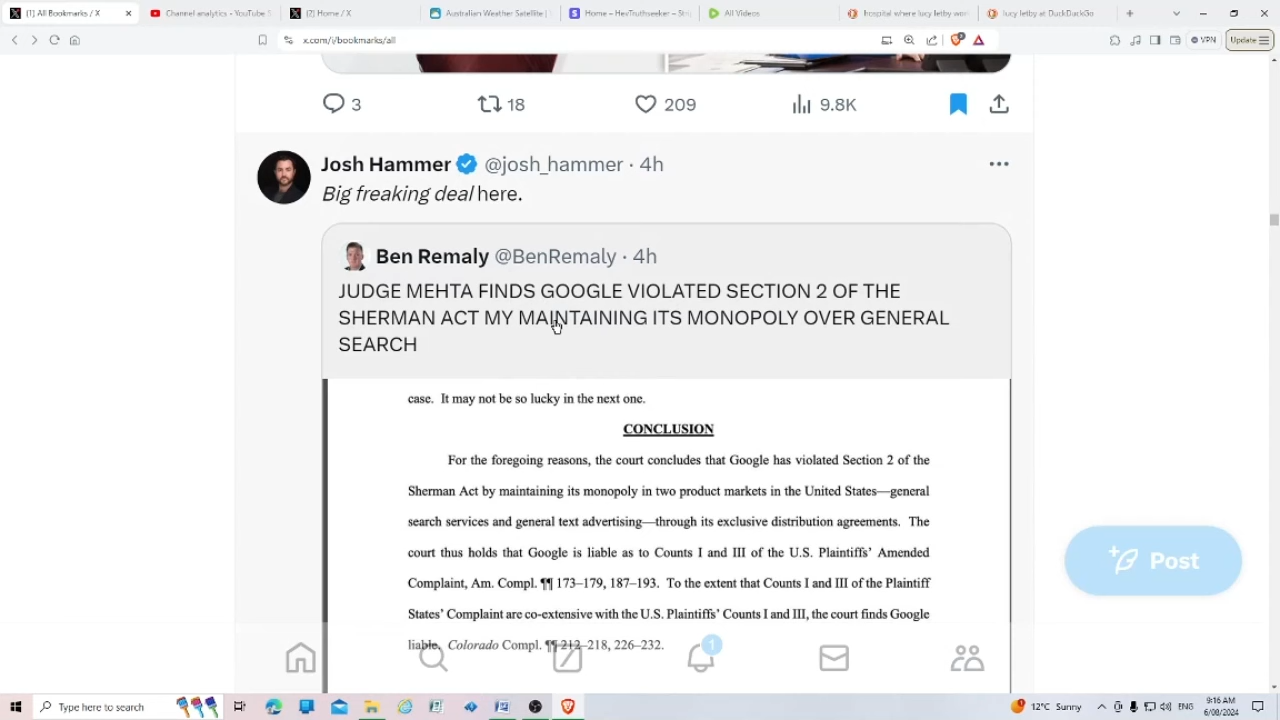 [1] All Bookmarks / X
Channel analytics - YouTube S
[2] Home / X
Australian Weather Satellite
Home – HeyTruthseeker – Stri
All Videos
hospital where lucy letby worl
lucy letby at DuckDuckGo
x.com/i/bookmarks/all
2
VPN
Update
3
18
209
9.8K
Josh Hammer @josh_hammer · 4h
Big freaking deal here.
Ben Remaly @BenRemaly · 4h
JUDGE MEHTA FINDS GOOGLE VIOLATED SECTION 2 OF THE
SHERMAN ACT MY MAINTAINING ITS MONOPOLY OVER GENERAL
SEARCH
case. It may not be so lucky in the next one.
CONCLUSION
For the foregoing reasons, the court concludes that Google has violated Section 2 of the
Sherman Act by maintaining its monopoly in two product markets in the United States—general
search services and general text advertising—through its exclusive distribution agreements. The
court thus holds that Google is liable as to Counts I and III of the U.S. Plaintiffs’ Amended
Complaint, Am. Compl. ¶¶ 173–179, 187–193. To the extent that Counts I and III of the Plaintiff
States’ Complaint are co-extensive with the U.S. Plaintiffs’ Counts I and III, the court finds Google
liable. Colorado Compl. ¶¶ 212–218, 226–232.
Post
1
Type here to search
12°C Sunny
ENG
9:16 AM
6/08/2024